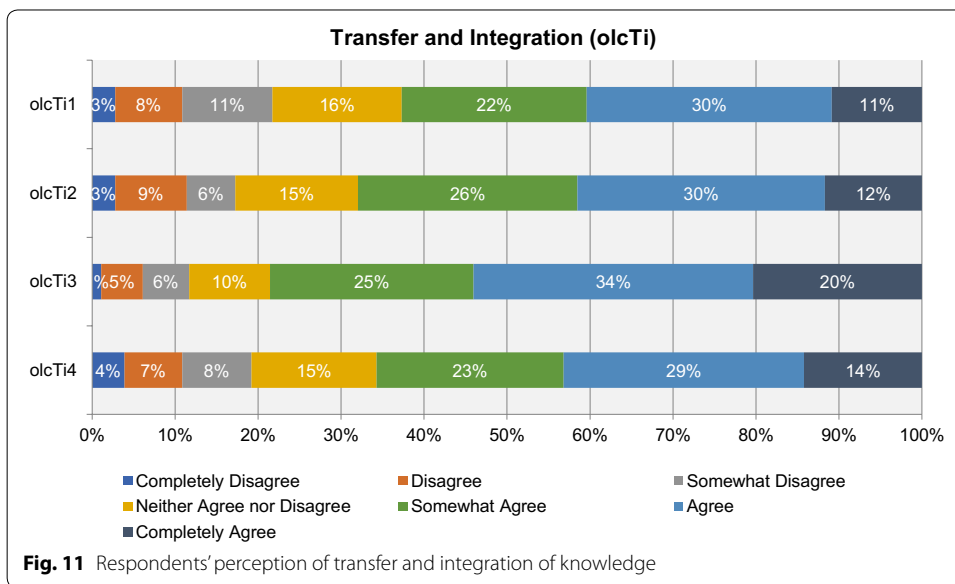 Transfer and Integration (olcTi)
olcTi1 3% 8% 11% 16% 22% 30% 11%
olcTi2 3% 9% 6% 15% 26% 30% 12%
olcTi3 % 5% 6% 10% 25% 34% 20%
olcTi4 4% 7% 8% 15% 23% 29% 14%
0% 10% 20% 30% 40% 50% 60% 70% 80% 90% 100%
Completely Disagree Disagree Somewhat Disagree
Neither Agree nor Disagree Somewhat Agree Agree
Completely Agree
Fig. 11 Respondents’ perception of transfer and integration of knowledge